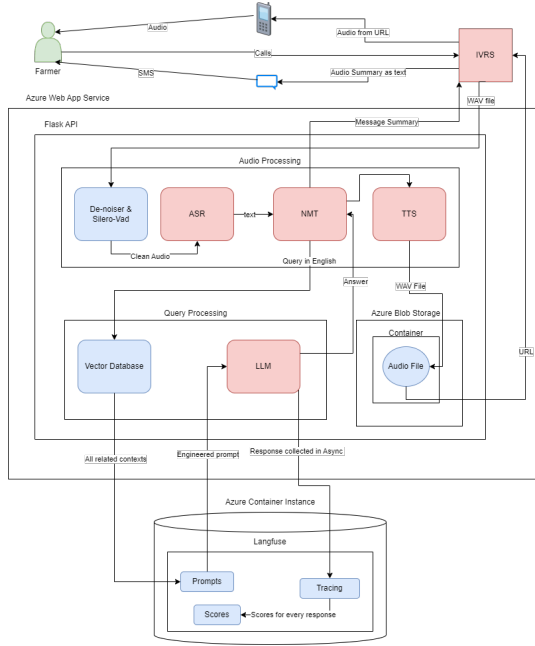 Audio
Audio from URL
Farmer
Calls
IVRS
SMS
Audio Summary as text
Azure Web App Service
WAV file
Flask API
Message Summary
Audio Processing
De-noiser &
Silero-Vad
ASR
text
NMT
TTS
Clean Audio
Query in English
Answer
WAV File
Query Processing
Azure Blob Storage
Container
Vector Database
LLM
Audio File
URL
All related contexts
Engineered prompt
Response collected in Async
Azure Container Instance
Langfuse
Prompts
Tracing
Scores
Scores for every response